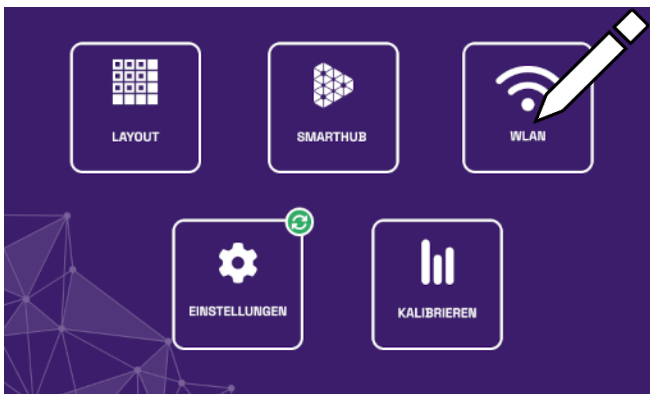 LAYOUT
SMARTHUB
WLAN
EINSTELLUNGEN
KALIBRIEREN